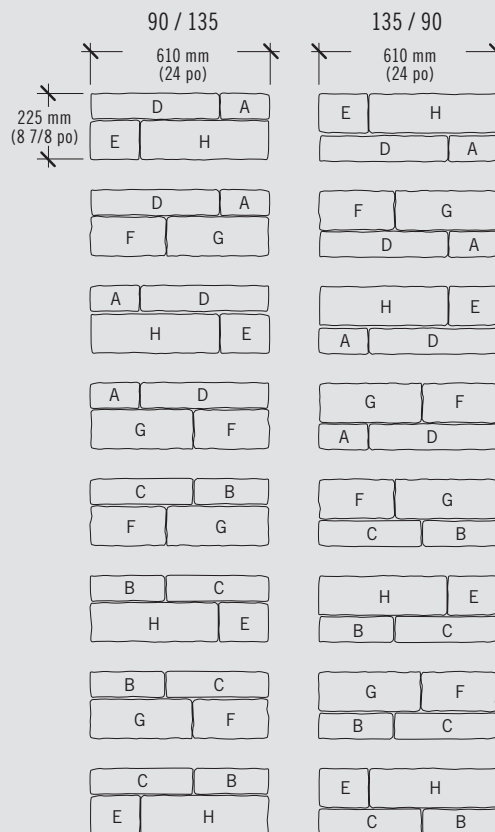 90 / 135
135 / 90
610 mm
(24 po)
610 mm
(24 po)
225 mm
(8 7/8 po)
D A
E H
E H
D A
D A
F G
F G
D A
A D
H E
H E
A D
A D
G F
G F
A D
C B
F G
F G
C B
B C
H E
H E
B C
B C
G F
G F
B C
C B
E H
E H
C B